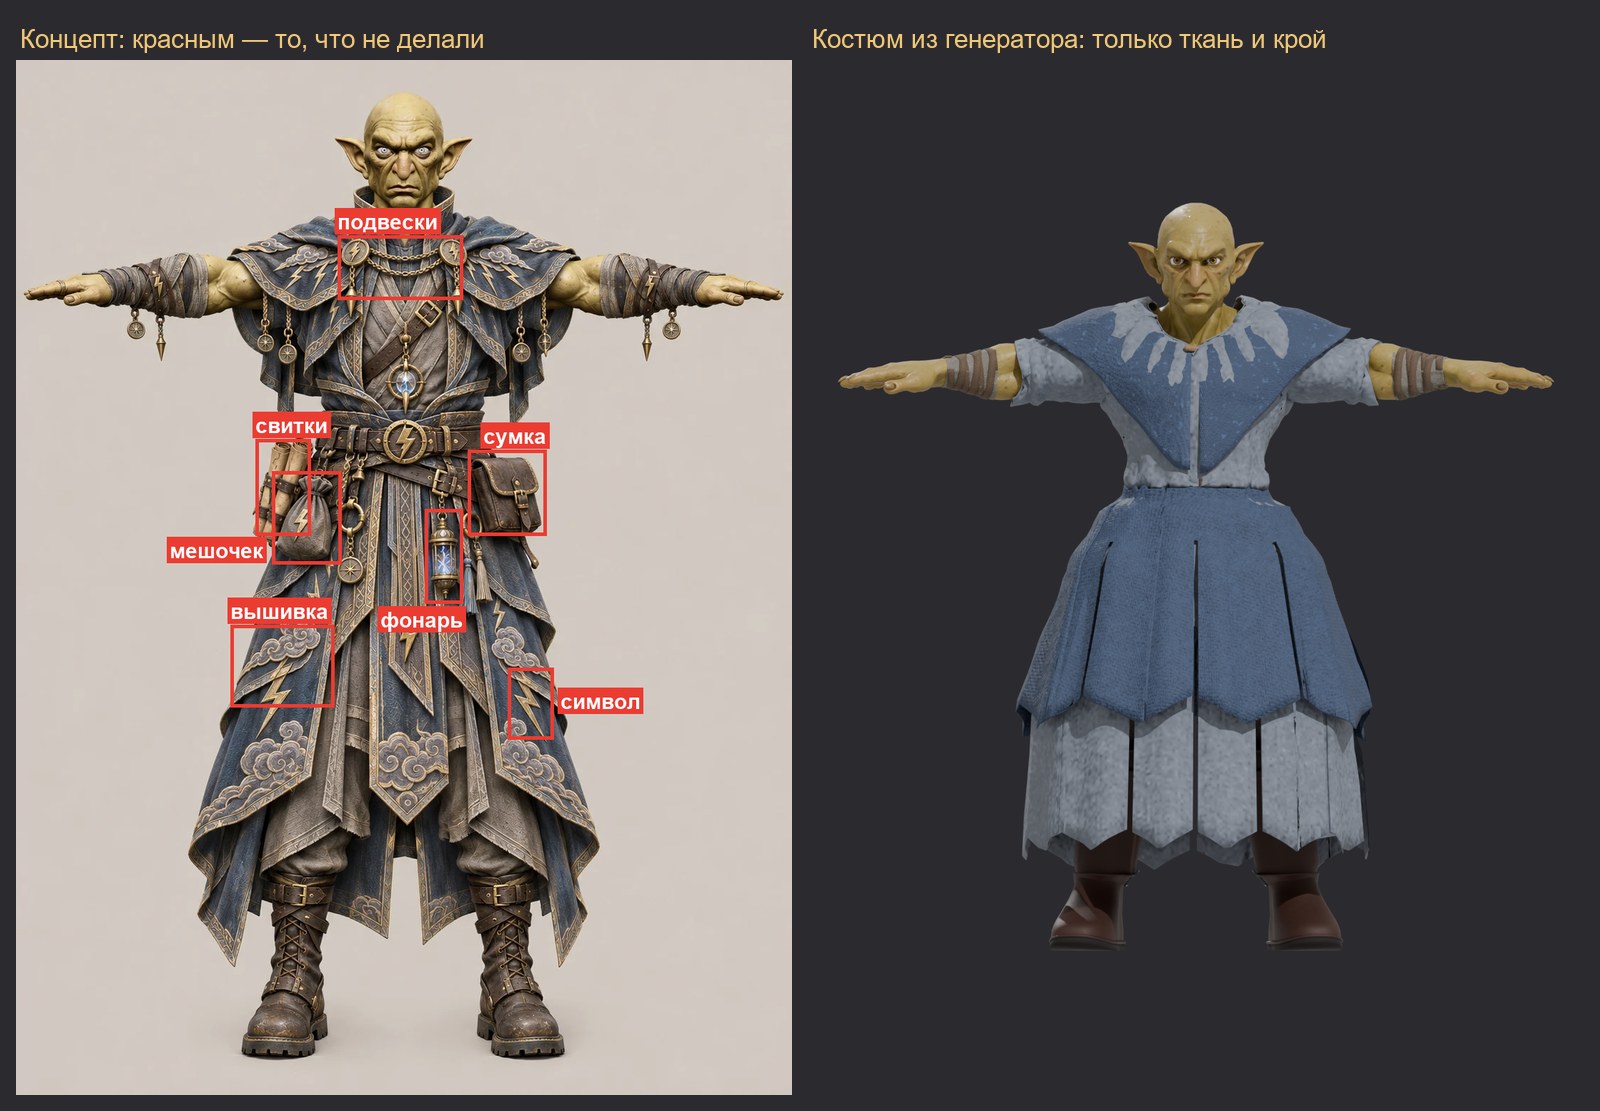 Концепт: красным — то, что не делали
Костюм из генератора: только ткань и крой
подвески
свитки
сумка
мешочек
вышивка
фонарь
символ